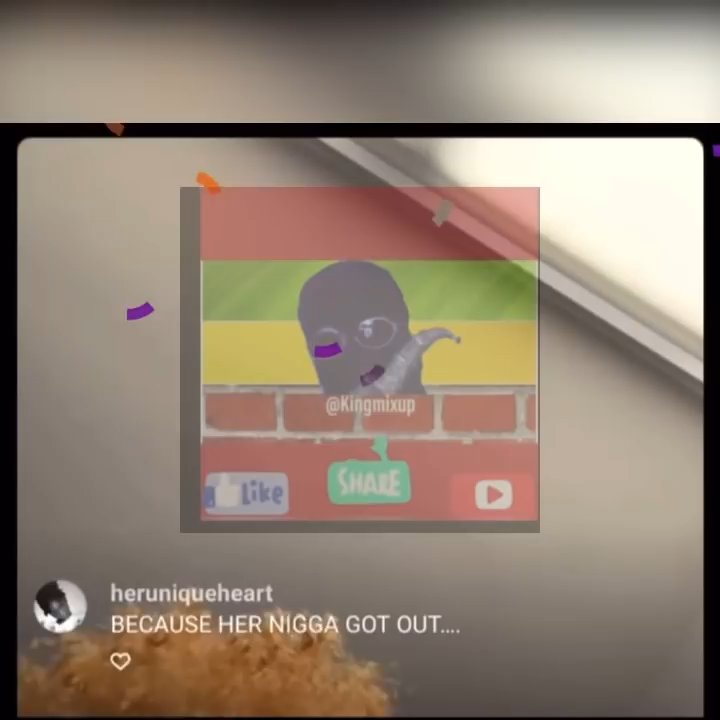 @Kingmixup
Like
SHARE
heruniqueheart
BECAUSE HER NIGGA GOT OUT....